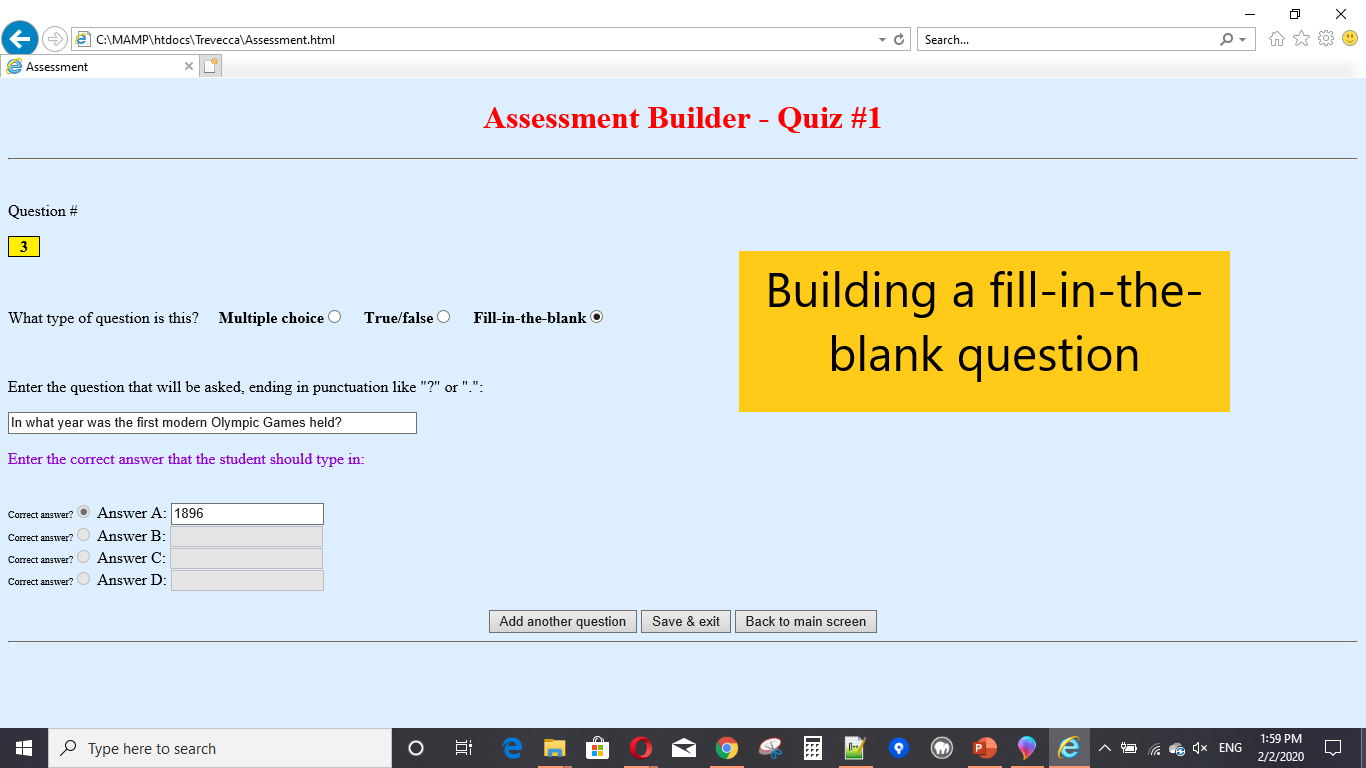 C:\MAMP\htdocs\Trevecca\Assessment.html
Search...
Assessment
Assessment Builder - Quiz #1
Question #
3
Building a fill-in-the-
blank question
What type of question is this? Multiple choice True/false Fill-in-the-blank
Enter the question that will be asked, ending in punctuation like "?" or ".":
In what year was the first modern Olympic Games held?
Enter the correct answer that the student should type in:
Correct answer? Answer A: 1896
Correct answer? Answer B:
Correct answer? Answer C:
Correct answer? Answer D:
Add another question Save & exit Back to main screen
Type here to search
ENG
1:59 PM
2/2/2020